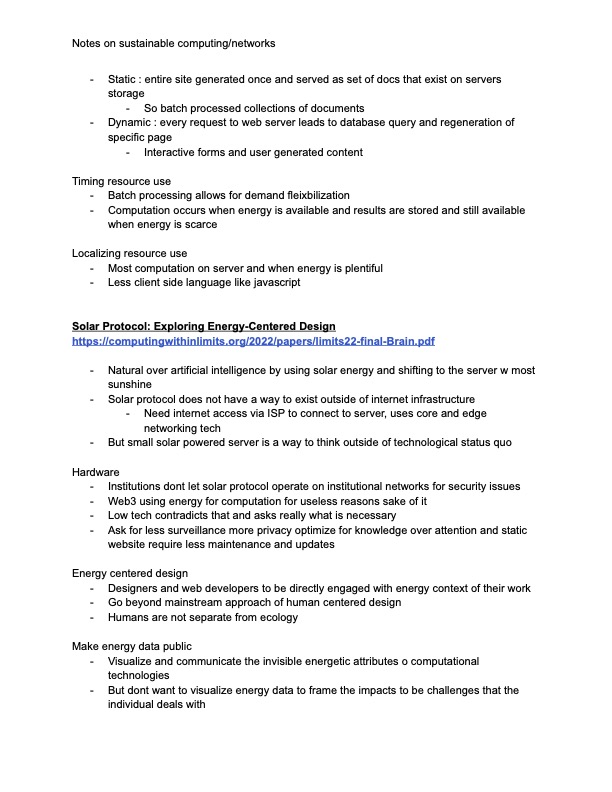 Notes on sustainable computing/networks
- Static : entire site generated once and served as set of docs that exist on servers
storage
- So batch processed collections of documents
- Dynamic : every request to web server leads to database query and regeneration of
specific page
- Interactive forms and user generated content
Timing resource use
- Batch processing allows for demand fleixbilization
- Computation occurs when energy is available and results are stored and still available
when energy is scarce
Localizing resource use
- Most computation on server and when energy is plentiful
- Less client side language like javascript
Solar Protocol: Exploring Energy-Centered Design
https://computingwithinlimits.org/2022/papers/limits22-final-Brain.pdf
- Natural over artificial intelligence by using solar energy and shifting to the server w most
sunshine
- Solar protocol does not have a way to exist outside of internet infrastructure
- Need internet access via ISP to connect to server, uses core and edge
networking tech
- But small solar powered server is a way to think outside of technological status quo
Hardware
- Institutions dont let solar protocol operate on institutional networks for security issues
- Web3 using energy for computation for useless reasons sake of it
- Low tech contradicts that and asks really what is necessary
- Ask for less surveillance more privacy optimize for knowledge over attention and static
website require less maintenance and updates
Energy centered design
- Designers and web developers to be directly engaged with energy context of their work
- Go beyond mainstream approach of human centered design
- Humans are not separate from ecology
Make energy data public
- Visualize and communicate the invisible energetic attributes o computational
technologies
- But dont want to visualize energy data to frame the impacts to be challenges that the
individual deals with